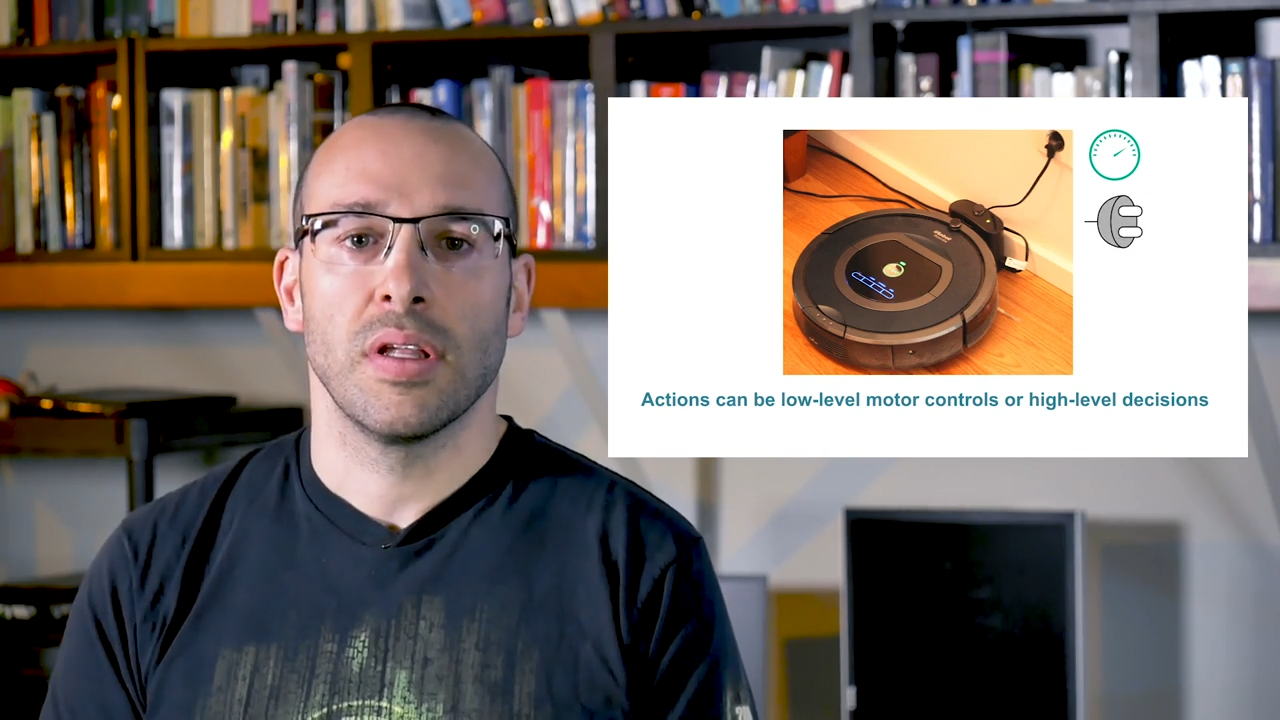 Actions can be low-level motor controls or high-level decisions